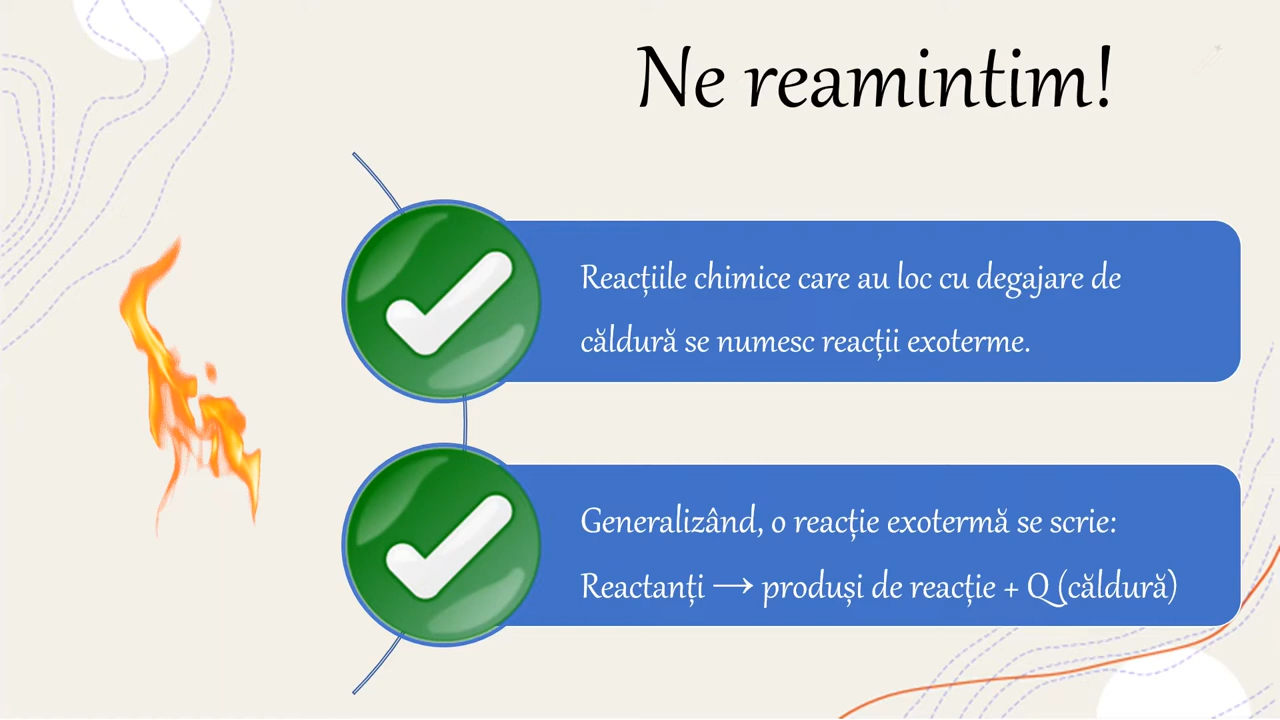 Ne reamintim!
Reacțiile chimice care au loc cu degajare de
căldură se numesc reacții exoterme.
Generalizând, o reacție exotermă se scrie:
Reactanți ⟶ produși de reacție + Q (căldură)